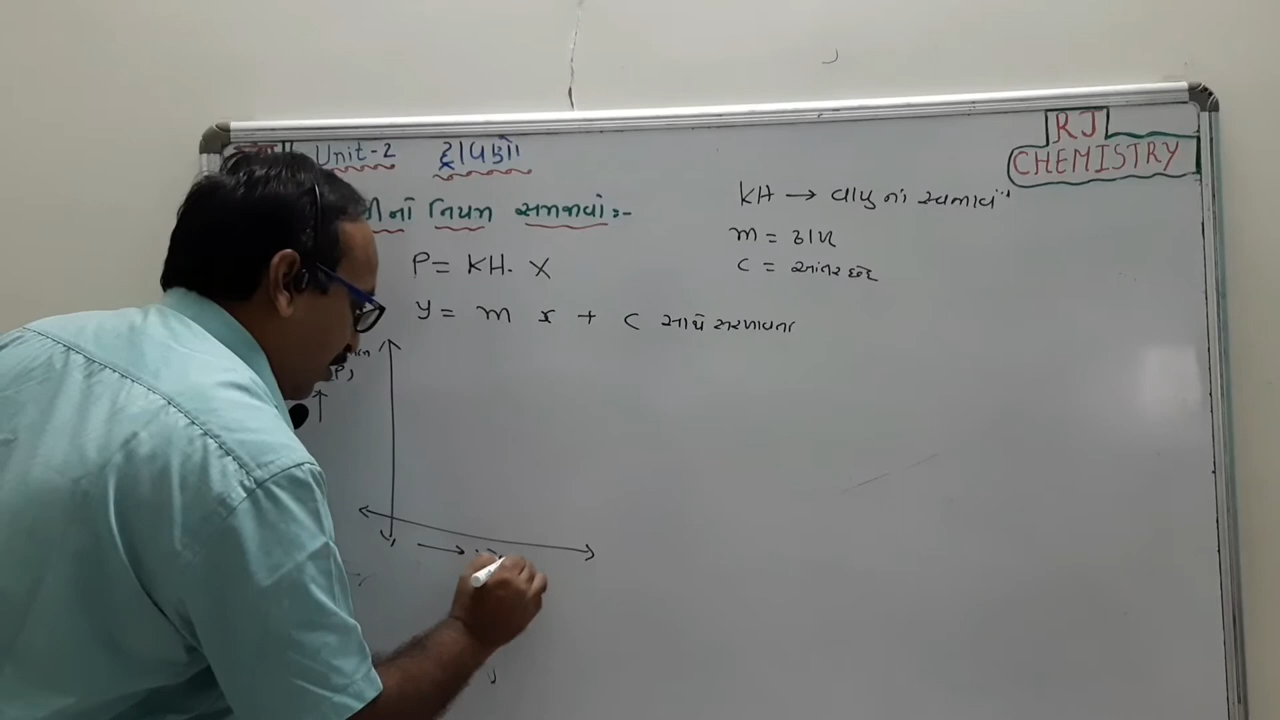 Unit-2 દ્રાવણો
RJ
CHEMISTRY
નો નિયમ સમજાવો :-
KH → વાયુ નો સ્વભાવ
P = KH. X
m = ઢાળ
C = આંતર છેદ
y = m x + C સાથે સરખાવતા
(P)